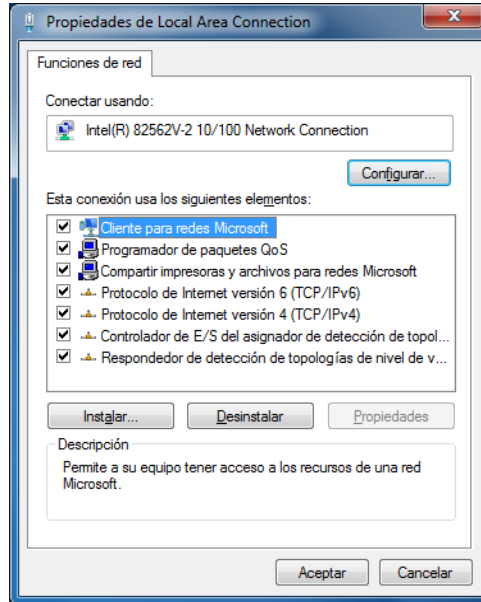 Propiedades de Local Area Connection
Funciones de red
Conectar usando:
Intel(R) 82562V-2 10/100 Network Connection
Configurar...
Esta conexión usa los siguientes elementos:
Cliente para redes Microsoft
Programador de paquetes QoS
Compartir impresoras y archivos para redes Microsoft
Protocolo de Internet versión 6 (TCP/IPv6)
Protocolo de Internet versión 4 (TCP/IPv4)
Controlador de E/S del asignador de detección de topol...
Respondedor de detección de topologías de nivel de v...
Instalar...
Desinstalar
Propiedades
Descripción
Permite a su equipo tener acceso a los recursos de una red
Microsoft.
Aceptar
Cancelar